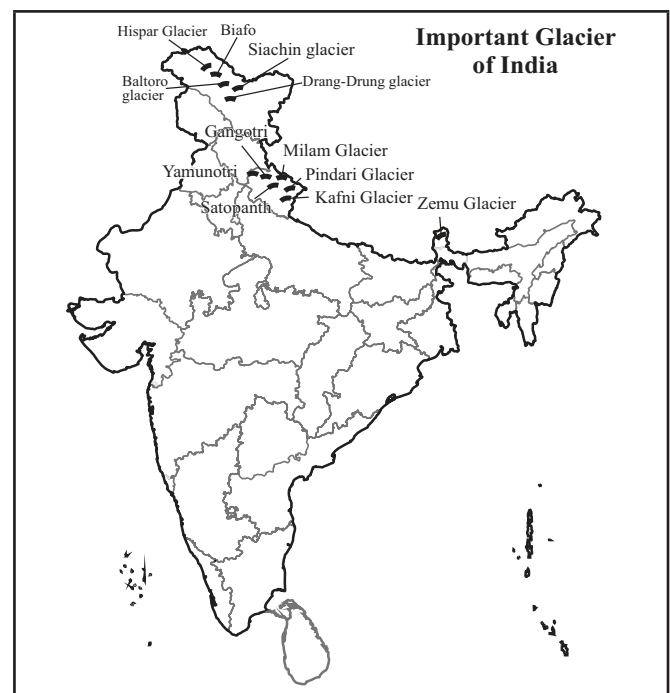 Important Glacier
of India
Hispar Glacier
Biafo
Siachin glacier
Baltoro
glacier
Drang-Drung glacier
Gangotri
Milam Glacier
Yamunotri
Pindari Glacier
Satopanth
Kafni Glacier
Zemu Glacier